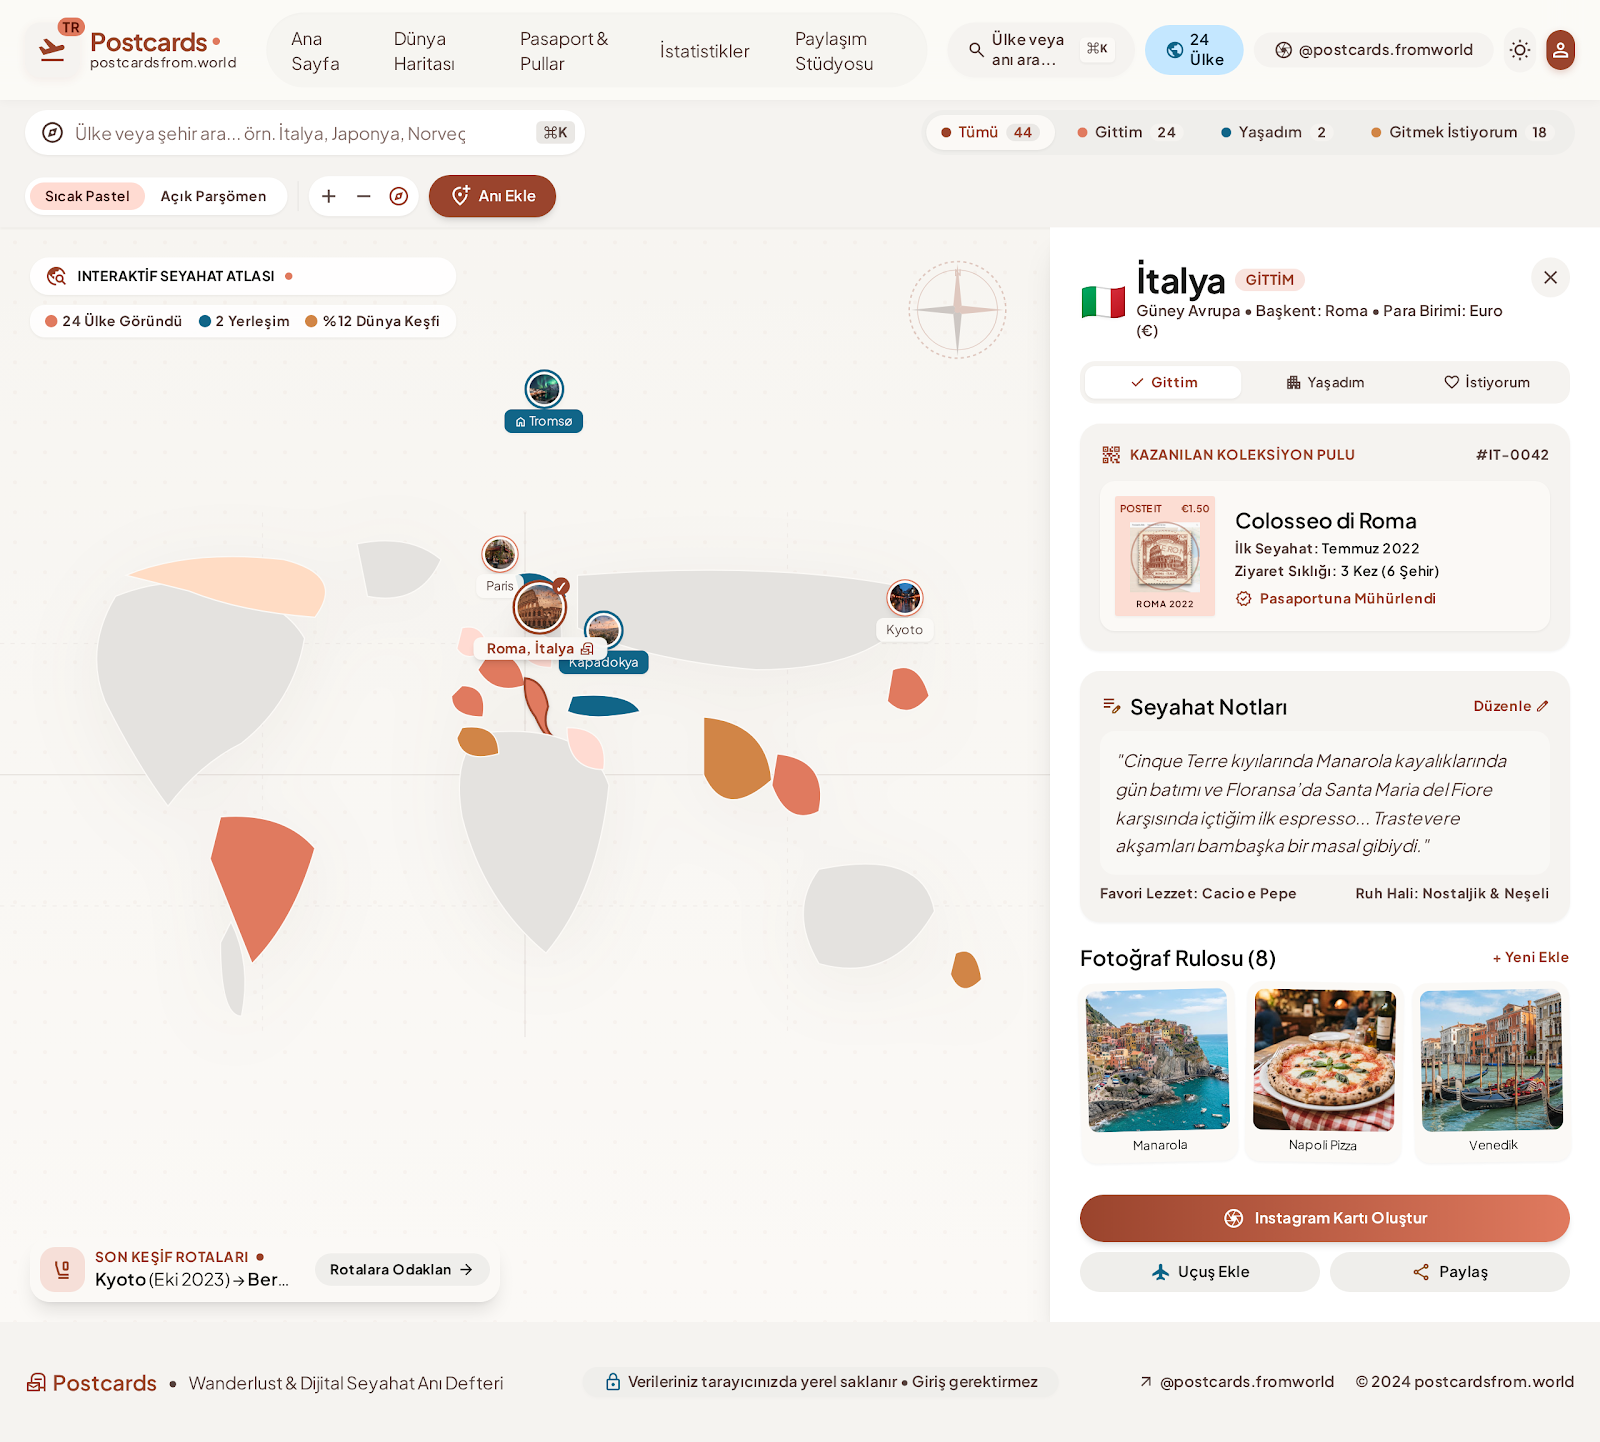 TR
Postcards
postcardsfrom.world
Ana Sayfa
Dünya Haritası
Pasaport & Pullar
İstatistikler
Paylaşım Stüdyosu
Ülke veya anı ara...
⌘K
24 Ülke
@postcards.fromworld
Ülke veya şehir ara... örn. İtalya, Japonya, Norveç
⌘K
Tümü 44
Gittim 24
Yaşadım 2
Gitmek İstiyorum 18
Sıcak Pastel
Açık Parşömen
Anı Ekle
INTERAKTİF SEYAHAT ATLASI
24 Ülke Göründü
2 Yerleşim
%12 Dünya Keşfi
Tromsø
Paris
Roma, İtalya
Kapadokya
Kyoto
SON KEŞİF ROTALARI
Kyoto (Eki 2023) → Ber...
Rotalara Odaklan →
İtalya
GİTTİM
Güney Avrupa • Başkent: Roma • Para Birimi: Euro
(€)
Gittim
Yaşadım
İstiyorum
KAZANILAN KOLEKSİYON PULU
#IT-0042
POSTE IT €1.50
ROMA 2022
Colosseo di Roma
İlk Seyahat: Temmuz 2022
Ziyaret Sıklığı: 3 Kez (6 Şehir)
Pasaportuna Mühürlendi
Seyahat Notları
Düzenle
"Cinque Terre kıyılarında Manarola kayalıklarında
gün batımı ve Floransa'da Santa Maria del Fiore
karşısında içtiğim ilk espresso... Trastevere
akşamları bambaşka bir masal gibiydi."
Favori Lezzet: Cacio e Pepe
Ruh Hali: Nostaljik & Neşeli
Fotoğraf Rulosu (8)
+ Yeni Ekle
Manarola
Napoli Pizza
Venedik
Instagram Kartı Oluştur
Uçuş Ekle
Paylaş
Postcards • Wanderlust & Dijital Seyahat Anı Defteri
Verileriniz tarayıcınızda yerel saklanır • Giriş gerektirmez
@postcards.fromworld
© 2024 postcardsfrom.world